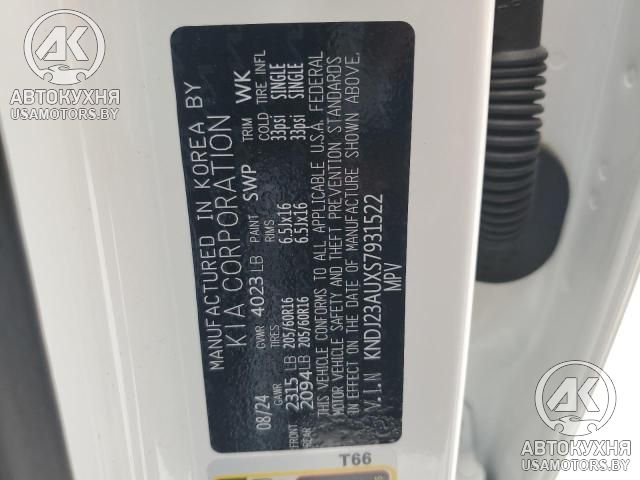 MANUFACTURED IN KOREA BY
KIA CORPORATION
08/24 GVWR 4023 LB PAINT SWP TRIM WK
GAWR TIRES RIMS COLD TIRE INFL
FRONT 2315 LB 205/60R16 6.5Jx16 33psi SINGLE
REAR 2094LB 205/60R16 6.5Jx16 33psi SINGLE
THIS VEHICLE CONFORMS TO ALL APPLICABLE U.S.A. FEDERAL
MOTOR VEHICLE SAFETY AND THEFT PREVENTION STANDARDS
IN EFFECT ON THE DATE OF MANUFACTURE SHOWN ABOVE.
V.I.N KNDJ23AUXS7931522
MPV
T66
АК
АВТОКУХНЯ
USAMOTORS.BY
АК
АВТОКУХНЯ
USAMOTORS.BY